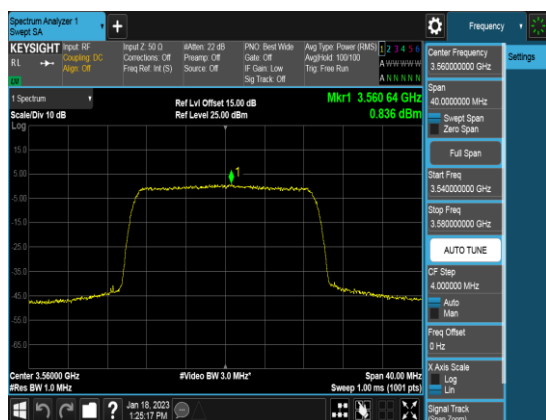 Spectrum Analyzer 1
Swept SA
+
Frequency
KEYSIGHT
Input: RF
Coupling: DC
Align: Off
Input Z: 50 Ω
Corrections: Off
Freq Ref: Int (S)
#Atten: 22 dB
Preamp: Off
Source: Off
PNO: Best Wide
Gate: Off
IF Gain: Low
Sig Track: Off
Avg Type: Power (RMS)
Avg|Hold: 100/100
Trig: Free Run
1 2 3 4 5 6
A W W W W W
A N N N N N
R L
1 Spectrum
Scale/Div 10 dB
Log
Ref Lvl Offset 15.00 dB
Ref Level 25.00 dBm
Mkr1 3.560 64 GHz
0.836 dBm
1
15.0
5.00
-5.00
-15.0
-25.0
-35.0
-45.0
-55.0
-65.0
Center 3.56000 GHz
#Res BW 1.0 MHz
#Video BW 3.0 MHz*
Span 40.00 MHz
Sweep 1.00 ms (1001 pts)
Jan 18, 2023
1:25:17 PM
Center Frequency
3.560000000 GHz
Span
40.0000000 MHz
Swept Span
Zero Span
Full Span
Start Freq
3.540000000 GHz
Stop Freq
3.580000000 GHz
AUTO TUNE
CF Step
4.000000 MHz
Auto
Man
Freq Offset
0 Hz
X Axis Scale
Log
Lin
Signal Track
(Span Zoom)
Settings